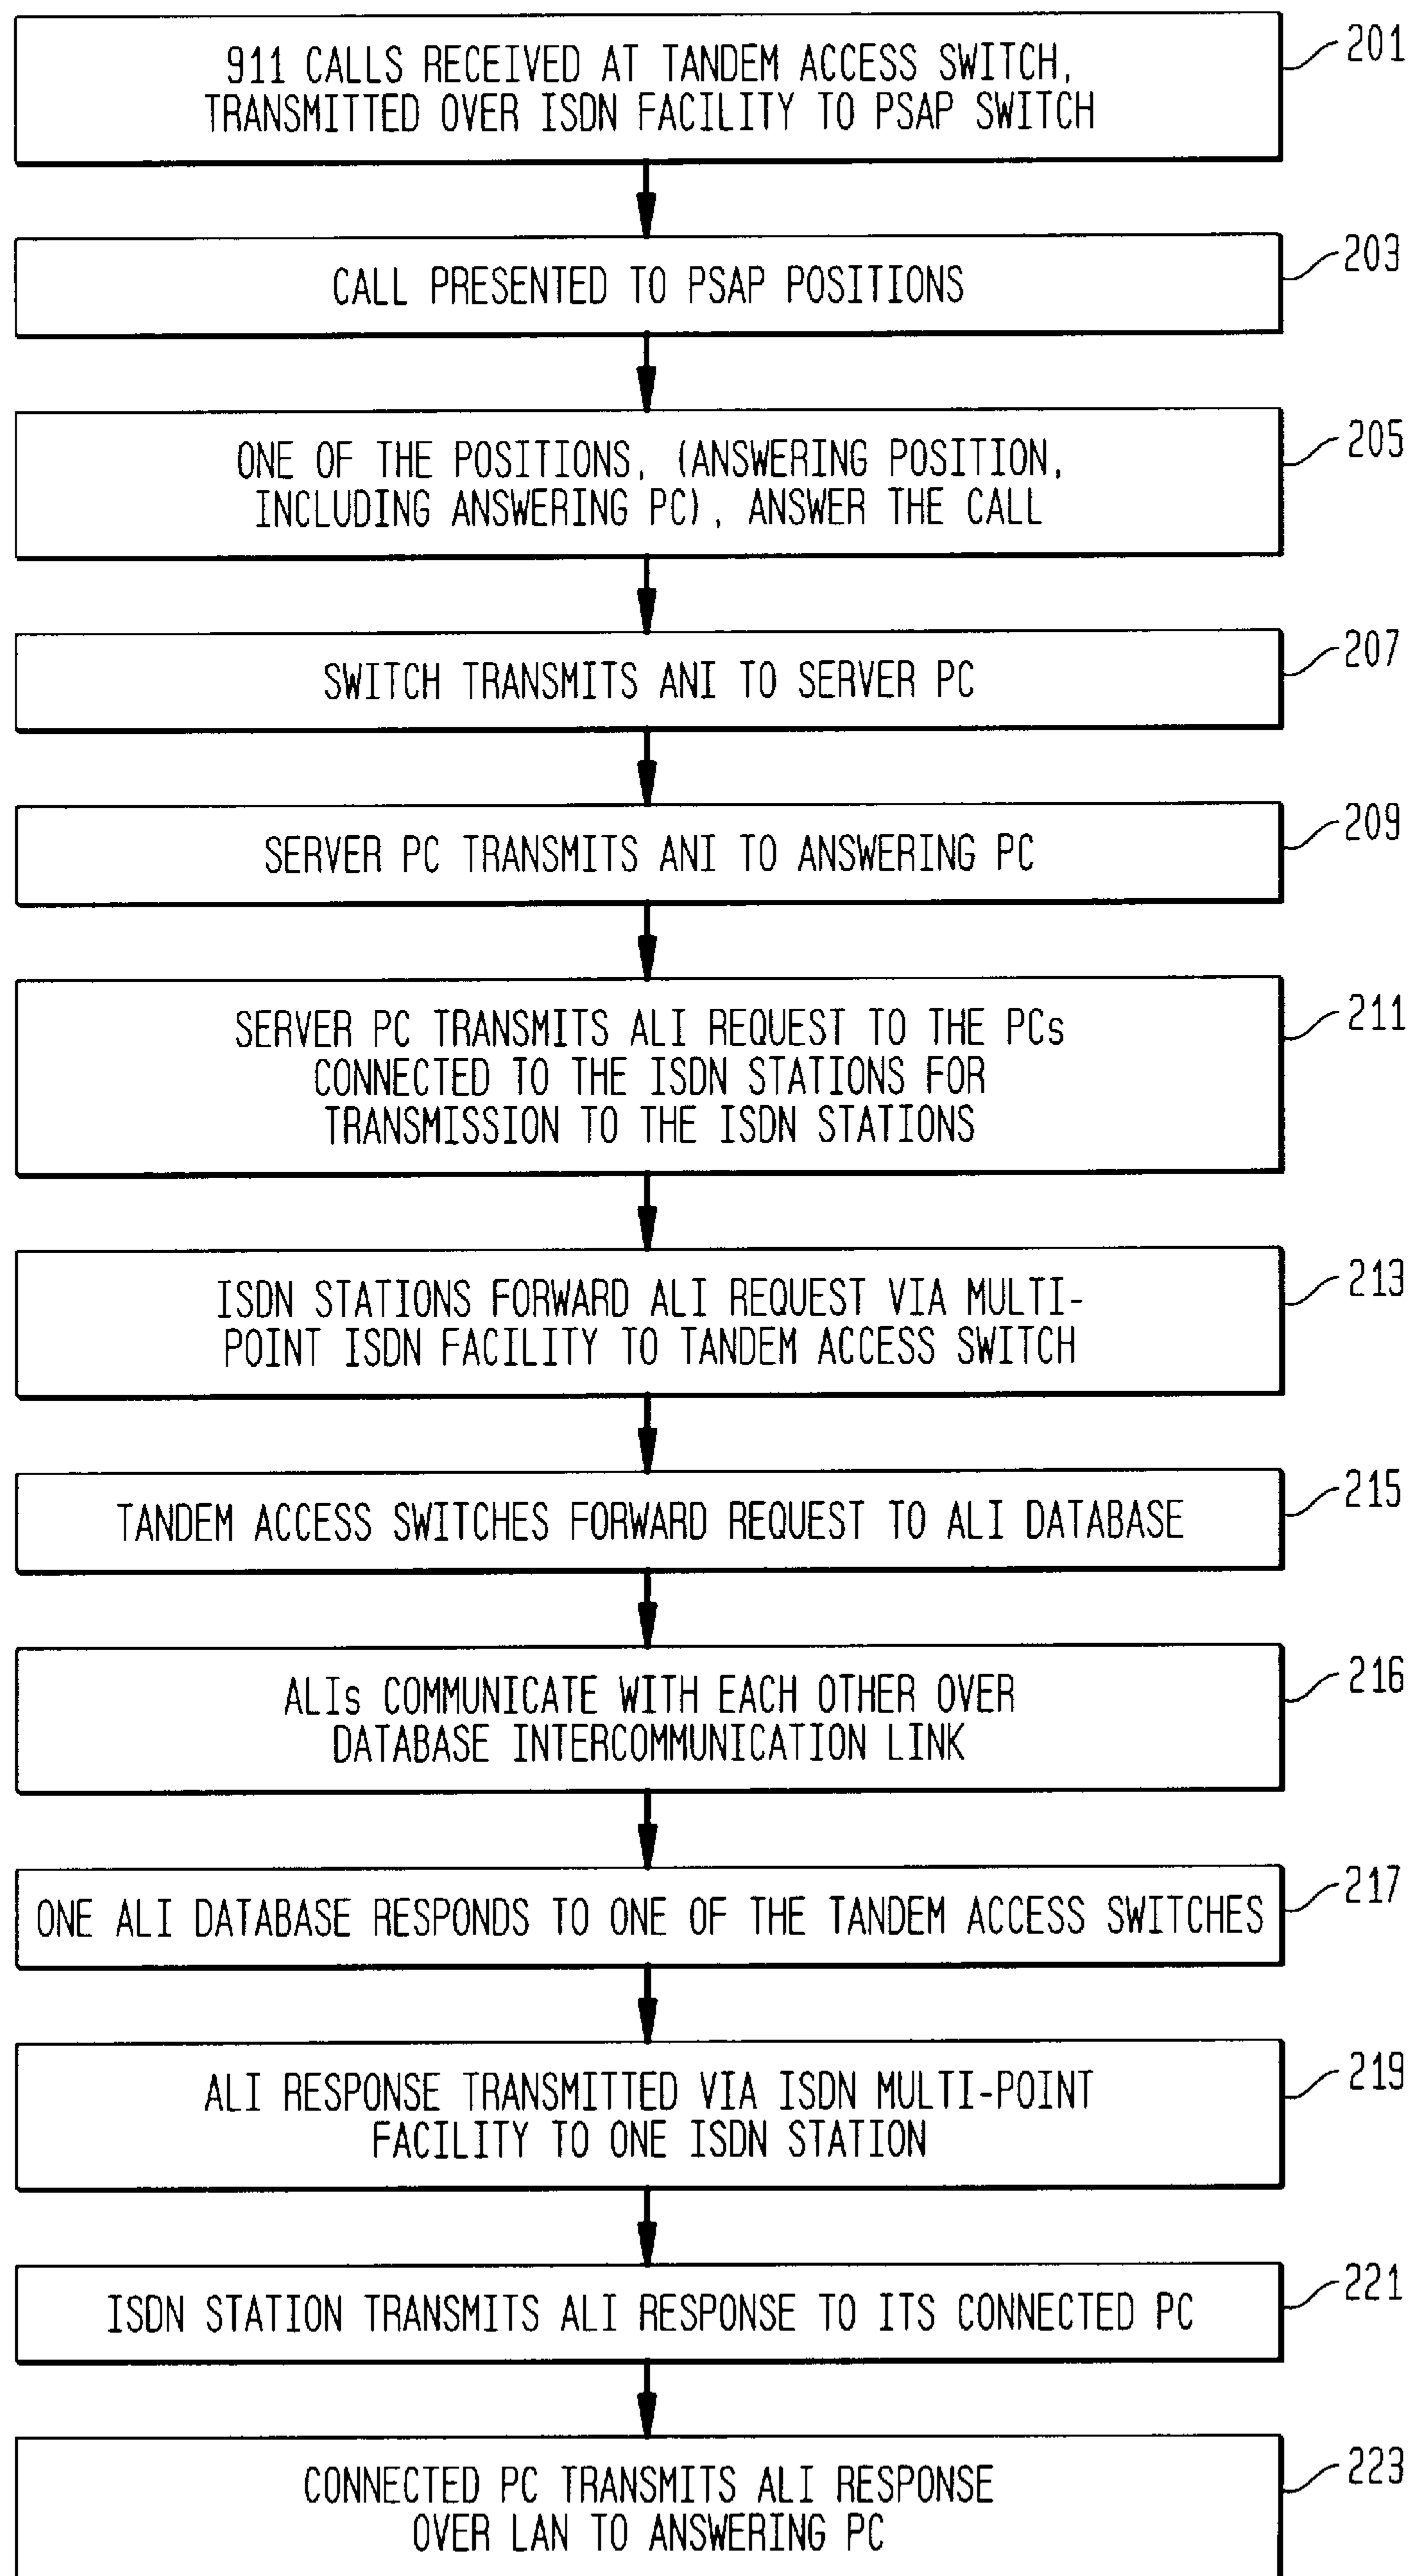 911 CALLS RECEIVED AT TANDEM ACCESS SWITCH,
TRANSMITTED OVER ISDN FACILITY TO PSAP SWITCH
201
CALL PRESENTED TO PSAP POSITIONS
203
ONE OF THE POSITIONS, (ANSWERING POSITION,
INCLUDING ANSWERING PC), ANSWER THE CALL
205
SWITCH TRANSMITS ANI TO SERVER PC
207
SERVER PC TRANSMITS ANI TO ANSWERING PC
209
SERVER PC TRANSMITS ALI REQUEST TO THE PCs
CONNECTED TO THE ISDN STATIONS FOR
TRANSMISSION TO THE ISDN STATIONS
211
ISDN STATIONS FORWARD ALI REQUEST VIA MULTI-
POINT ISDN FACILITY TO TANDEM ACCESS SWITCH
213
TANDEM ACCESS SWITCHES FORWARD REQUEST TO ALI DATABASE
215
ALIs COMMUNICATE WITH EACH OTHER OVER
DATABASE INTERCOMMUNICATION LINK
216
ONE ALI DATABASE RESPONDS TO ONE OF THE TANDEM ACCESS SWITCHES
217
ALI RESPONSE TRANSMITTED VIA ISDN MULTI-POINT
FACILITY TO ONE ISDN STATION
219
ISDN STATION TRANSMITS ALI RESPONSE TO ITS CONNECTED PC
221
CONNECTED PC TRANSMITS ALI RESPONSE
OVER LAN TO ANSWERING PC
223